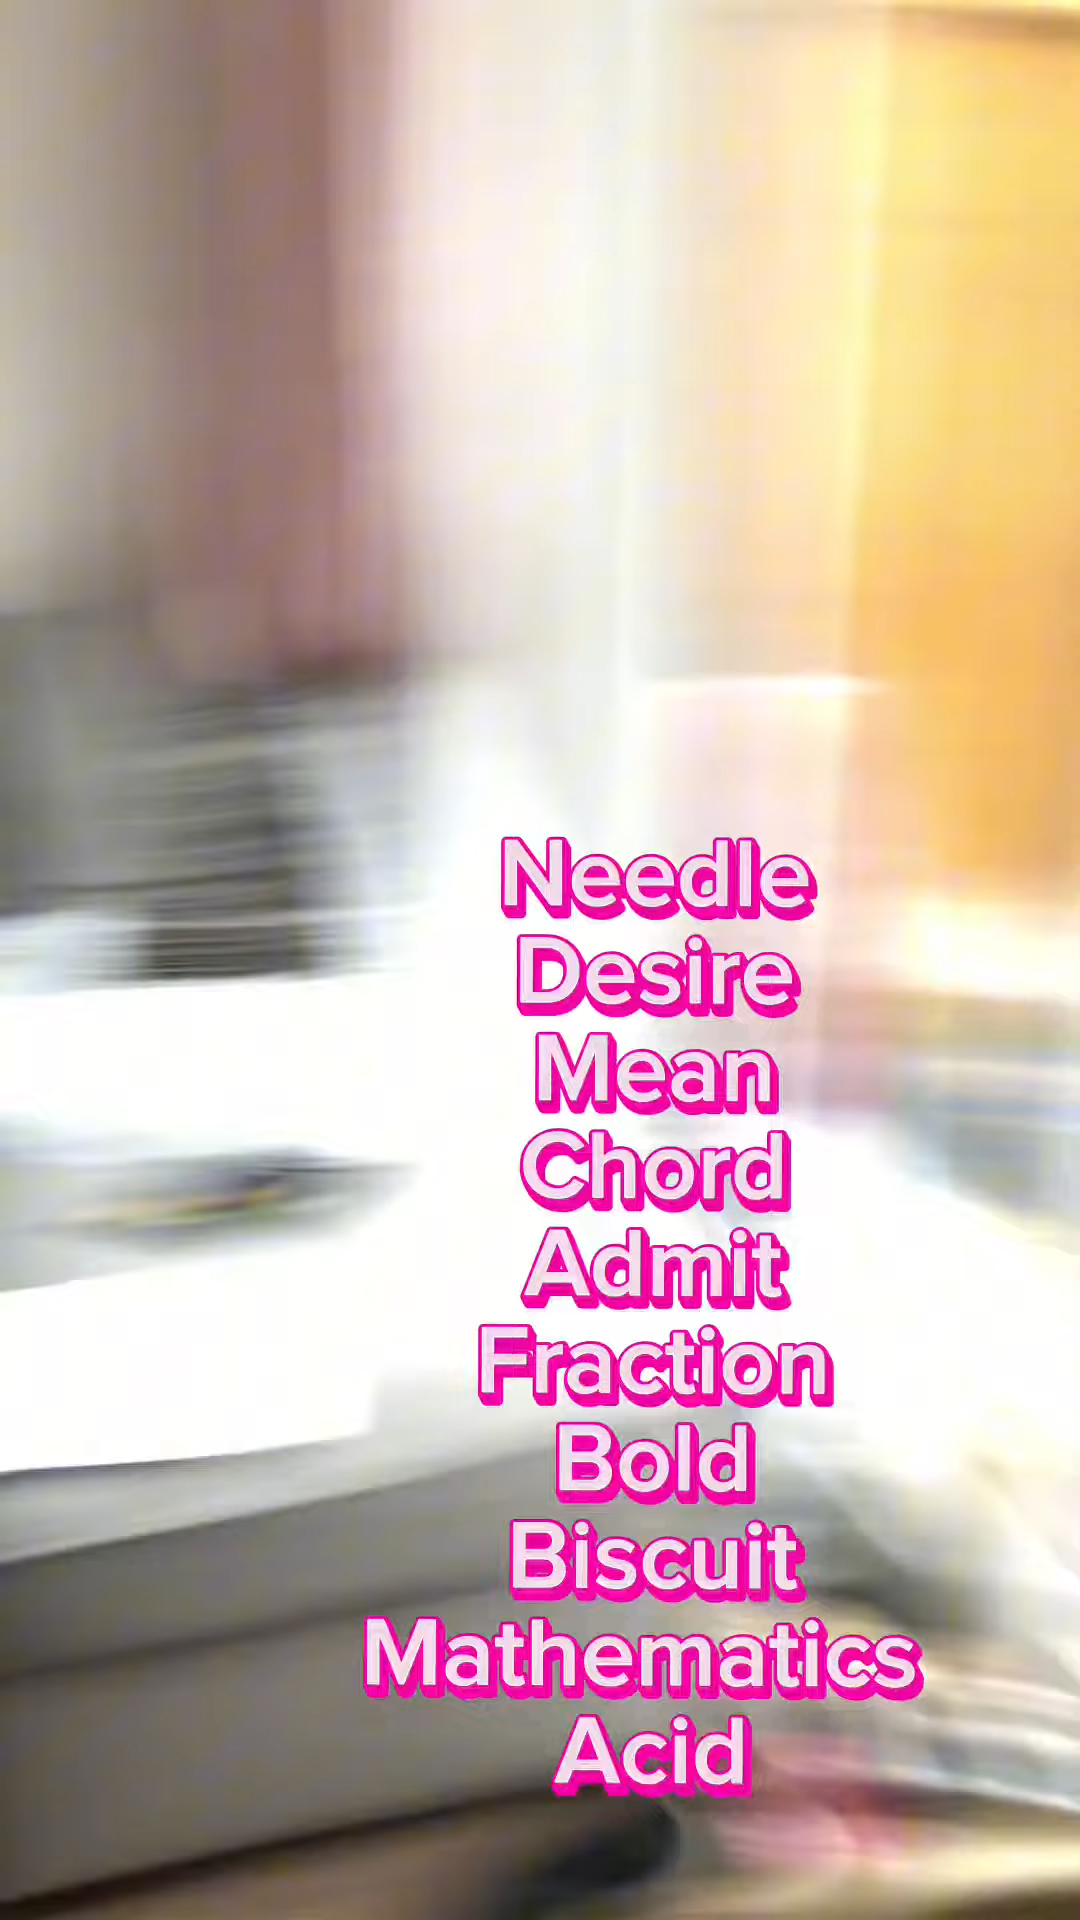 Needle
Desire
Mean
Chord
Admit
Fraction
Bold
Biscuit
Mathematics
Acid